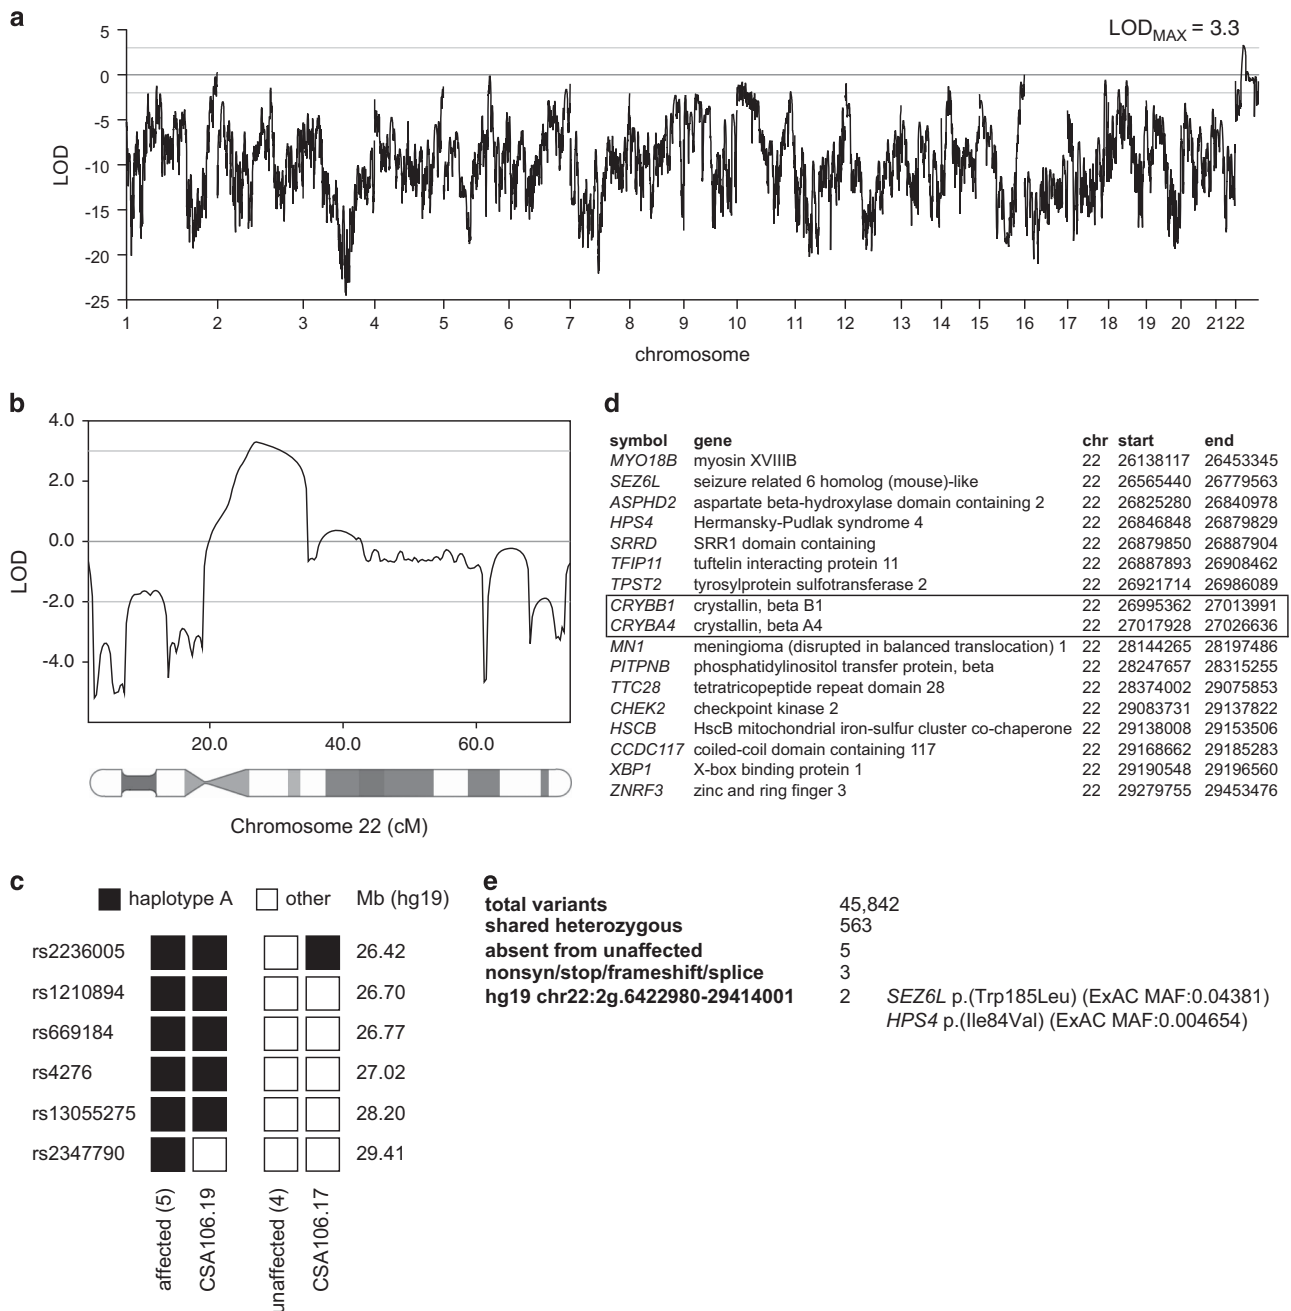 a
LOD
5
0
-5
-10
-15
-20
-25
LODMAX = 3.3
1 2 3 4 5 6 7 8 9 10 11 12 13 14 15 16 17 18 19 20 21 22
chromosome
b
LOD
4.0
2.0
0.0
-2.0
-4.0
20.0 40.0 60.0
Chromosome 22 (cM)
d
symbol gene chr start end
MYO18B myosin XVIIIB 22 26138117 26453345
SEZ6L seizure related 6 homolog (mouse)-like 22 26565440 26779563
ASPHD2 aspartate beta-hydroxylase domain containing 2 22 26825280 26840978
HPS4 Hermansky-Pudlak syndrome 4 22 26846848 26879829
SRRD SRR1 domain containing 22 26879850 26887904
TFIP11 tuftelin interacting protein 11 22 26887893 26908462
TPST2 tyrosylprotein sulfotransferase 2 22 26921714 26986089
CRYBB1 crystallin, beta B1 22 26995362 27013991
CRYBA4 crystallin, beta A4 22 27017928 27026636
MN1 meningioma (disrupted in balanced translocation) 1 22 28144265 28197486
PITPNB phosphatidylinositol transfer protein, beta 22 28247657 28315255
TTC28 tetratricopeptide repeat domain 28 22 28374002 29075853
CHEK2 checkpoint kinase 2 22 29083731 29137822
HSCB HscB mitochondrial iron-sulfur cluster co-chaperone 22 29138008 29153506
CCDC117 coiled-coil domain containing 117 22 29168662 29185283
XBP1 X-box binding protein 1 22 29190548 29196560
ZNRF3 zinc and ring finger 3 22 29279755 29453476
c
haplotype A other Mb (hg19)
rs2236005 26.42
rs1210894 26.70
rs669184 26.77
rs4276 27.02
rs13055275 28.20
rs2347790 29.41
affected (5)
CSA106.19
unaffected (4)
CSA106.17
e
total variants 45,842
shared heterozygous 563
absent from unaffected 5
nonsyn/stop/frameshift/splice 3
hg19 chr22:2g.6422980-29414001 2 SEZ6L p.(Trp185Leu) (ExAC MAF:0.04381)
HPS4 p.(Ile84Val) (ExAC MAF:0.004654)